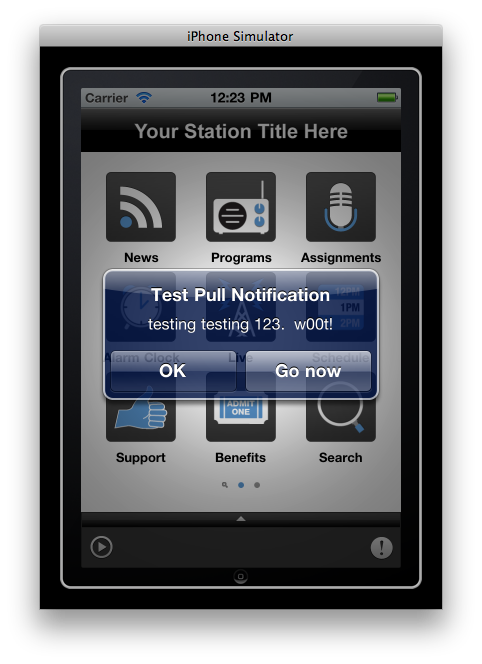 iPhone Simulator
Carrier 12:23 PM
Your Station Title Here
News Programs Assignments
12PM
Test Pull Notification
1PM
testing testing 123.  w00t!
2PM
Alarm Clock Live Schedule
OK Go now
ADMIT
ONE
Support Benefits Search